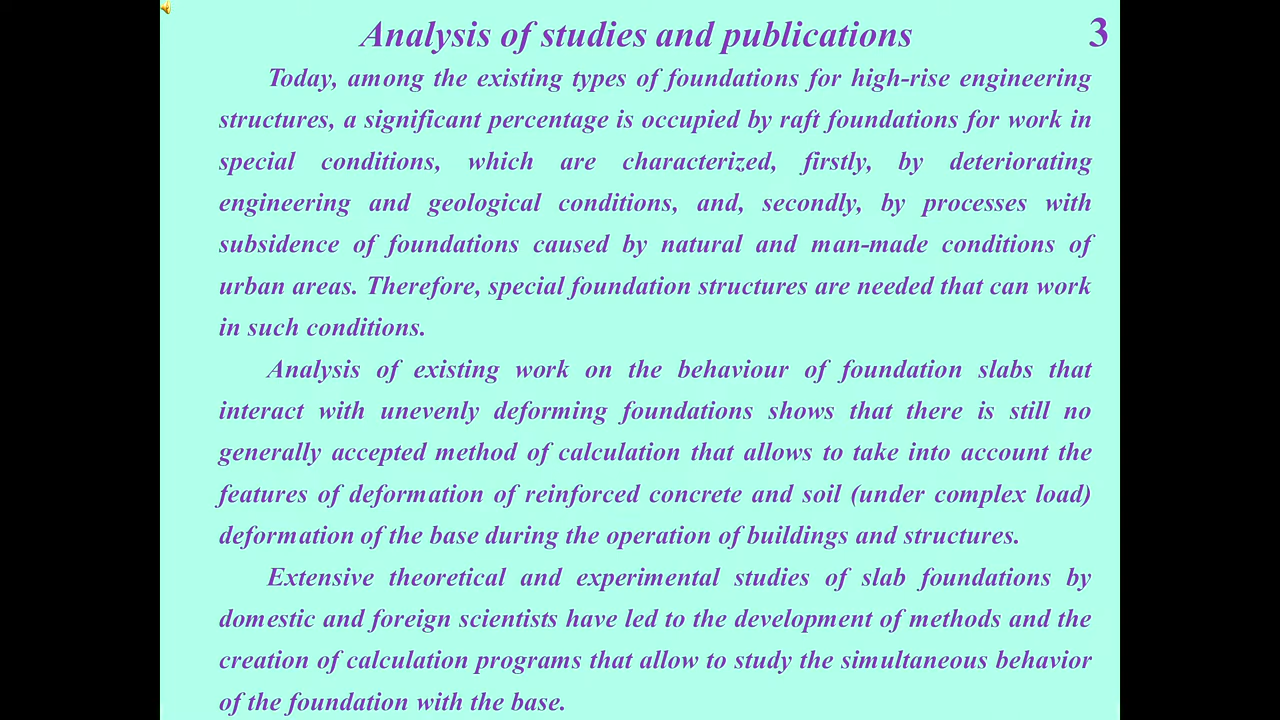 Analysis of studies and publications 3
Today, among the existing types of foundations for high-rise engineering
structures, a significant percentage is occupied by raft foundations for work in
special conditions, which are characterized, firstly, by deteriorating
engineering and geological conditions, and, secondly, by processes with
subsidence of foundations caused by natural and man-made conditions of
urban areas. Therefore, special foundation structures are needed that can work
in such conditions.
Analysis of existing work on the behaviour of foundation slabs that
interact with unevenly deforming foundations shows that there is still no
generally accepted method of calculation that allows to take into account the
features of deformation of reinforced concrete and soil (under complex load)
deformation of the base during the operation of buildings and structures.
Extensive theoretical and experimental studies of slab foundations by
domestic and foreign scientists have led to the development of methods and the
creation of calculation programs that allow to study the simultaneous behavior
of the foundation with the base.